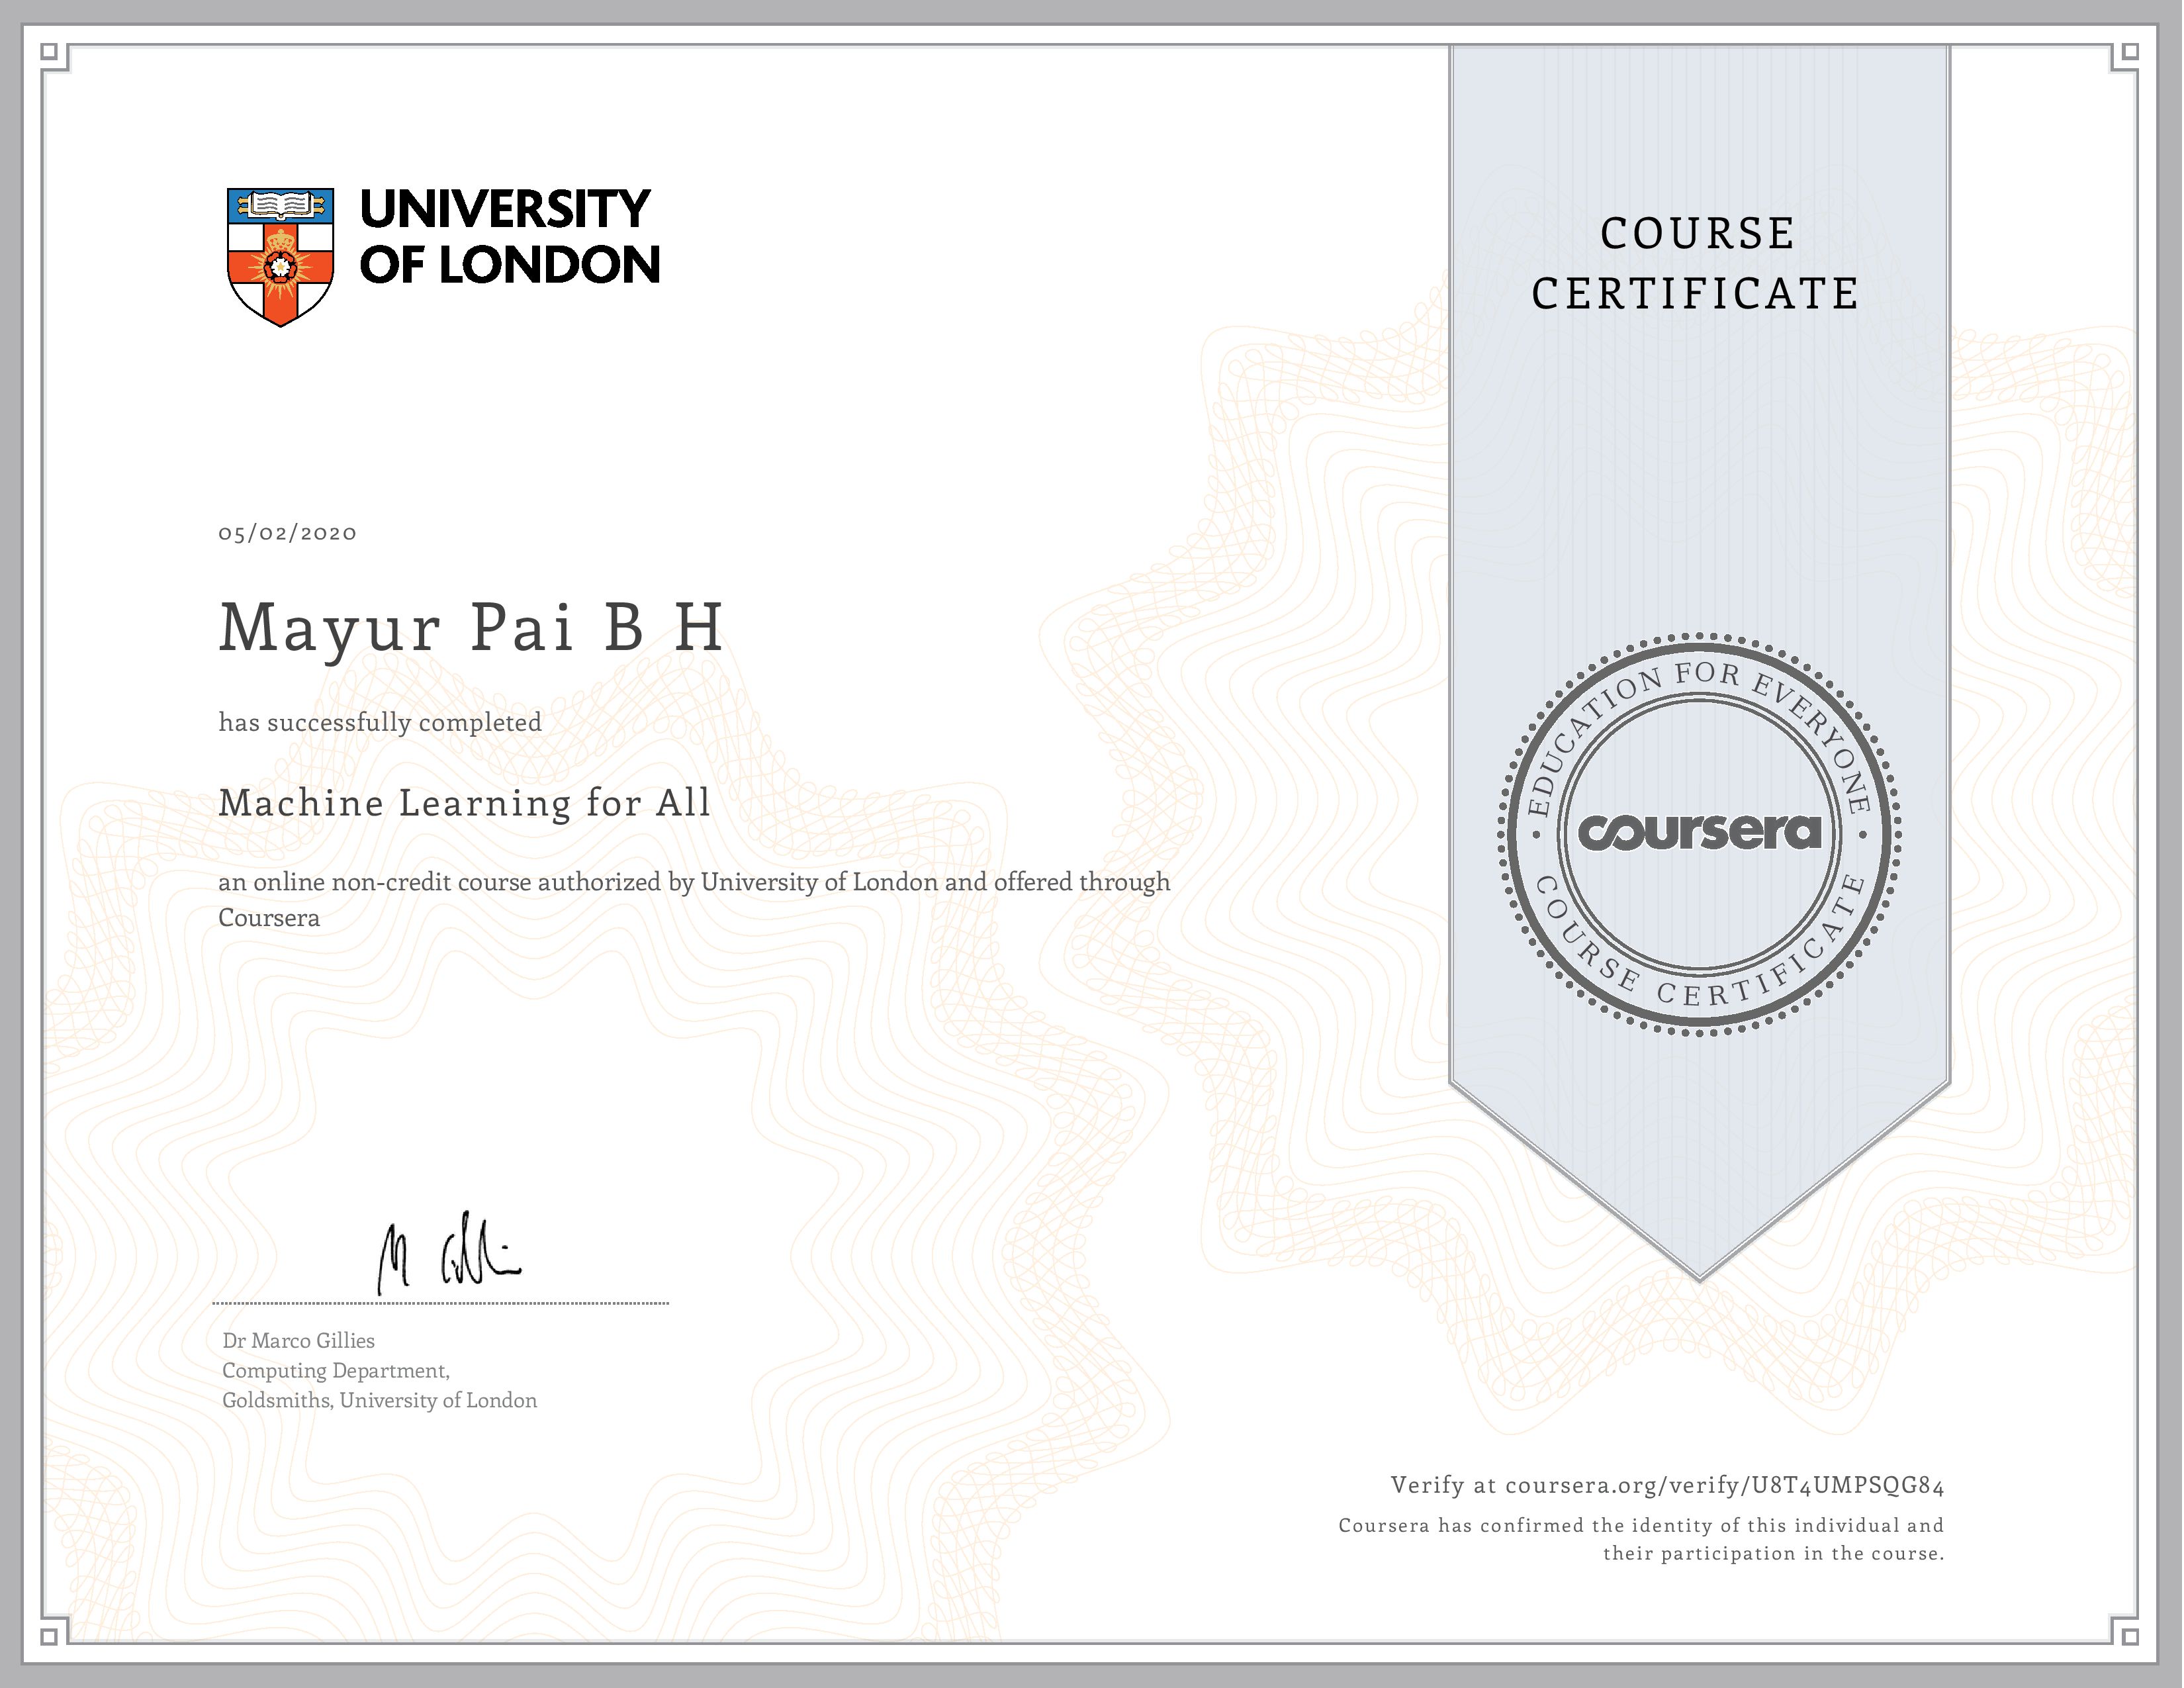 UNIVERSITY
OF LONDON
COURSE
CERTIFICATE
05/02/2020
Mayur Pai B H
has successfully completed
Machine Learning for All
an online non-credit course authorized by University of London and offered through
Coursera
EDUCATION FOR EVERYONE
coursera
COURSE CERTIFICATE
M Gillies
Dr Marco Gillies
Computing Department,
Goldsmiths, University of London
Verify at coursera.org/verify/U8T4UMPSQG84
Coursera has confirmed the identity of this individual and
their participation in the course.